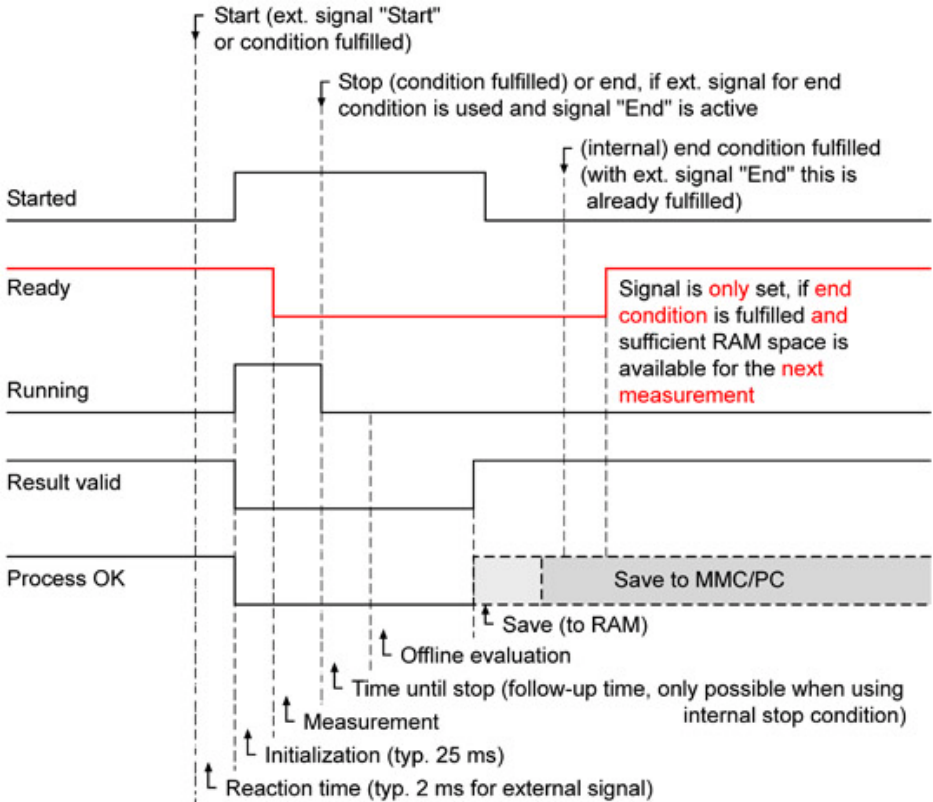 Start (ext. signal "Start"
or condition fulfilled)
Stop (condition fulfilled) or end, if ext. signal for end
condition is used and signal "End" is active
(internal) end condition fulfilled
(with ext. signal "End" this is
already fulfilled)
Started
Ready
Signal is only set, if end
condition is fulfilled and
sufficient RAM space is
available for the next
measurement
Running
Result valid
Process OK
Save to MMC/PC
Save (to RAM)
Offline evaluation
Time until stop (follow-up time, only possible when using
internal stop condition)
Measurement
Initialization (typ. 25 ms)
Reaction time (typ. 2 ms for external signal)